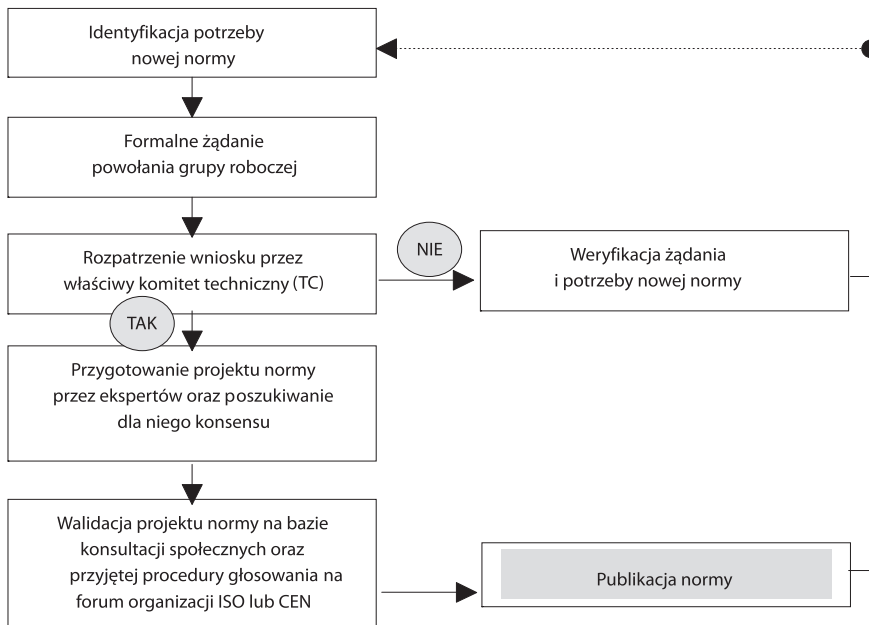 Identyfikacja potrzeby
nowej normy
Formalne żądanie
powołania grupy roboczej
Rozpatrzenie wniosku przez
właściwy komitet techniczny (TC)
NIE
Weryfikacja żądania
i potrzeby nowej normy
TAK
Przygotowanie projektu normy
przez ekspertów oraz poszukiwanie
dla niego konsensu
Walidacja projektu normy na bazie
konsultacji społecznych oraz
przyjętej procedury głosowania na
forum organizacji ISO lub CEN
Publikacja normy